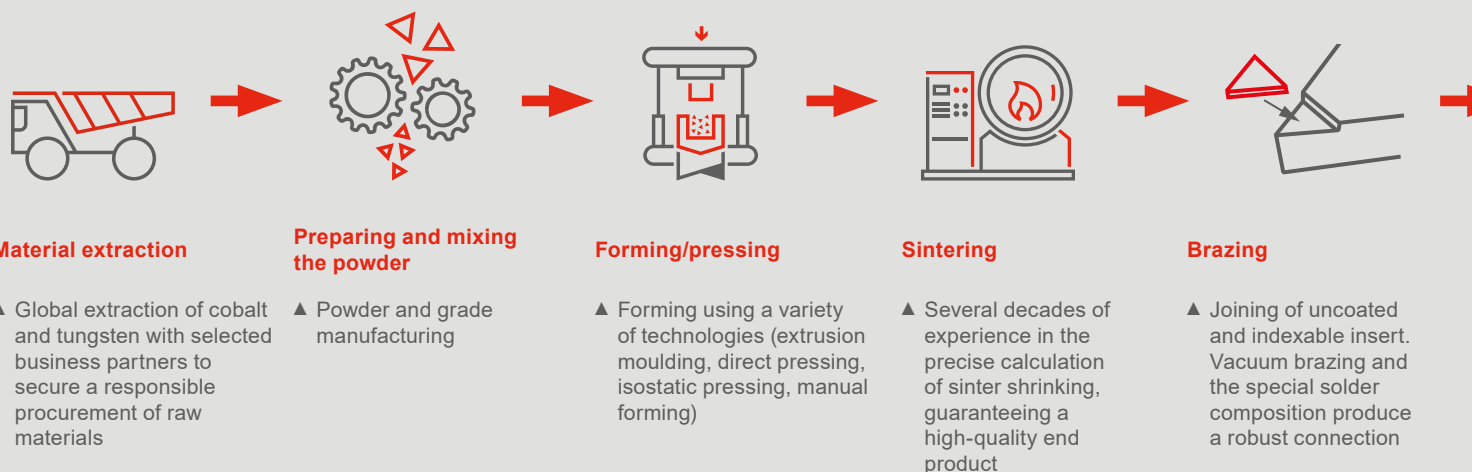 Material extraction
▲ Global extraction of cobalt
and tungsten with selected
business partners to
secure a responsible
procurement of raw
materials
Preparing and mixing
the powder
▲ Powder and grade
manufacturing
Forming/pressing
▲ Forming using a variety
of technologies (extrusion
moulding, direct pressing,
isostatic pressing, manual
forming)
Sintering
▲ Several decades of
experience in the
precise calculation
of sinter shrinking,
guaranteeing a
high-quality end
product
Brazing
▲ Joining of uncoated
and indexable insert.
Vacuum brazing and
the special solder
composition produce
a robust connection